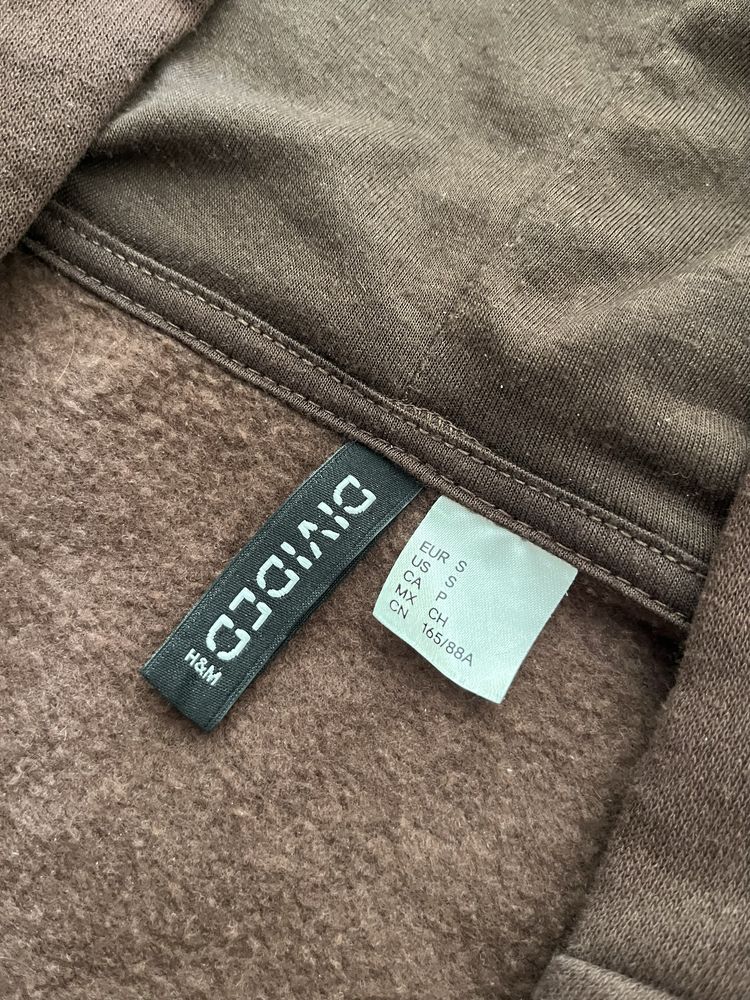 DIVIDED
H&M
EUR S
US S
CA P
MX CH
CN 165/88A